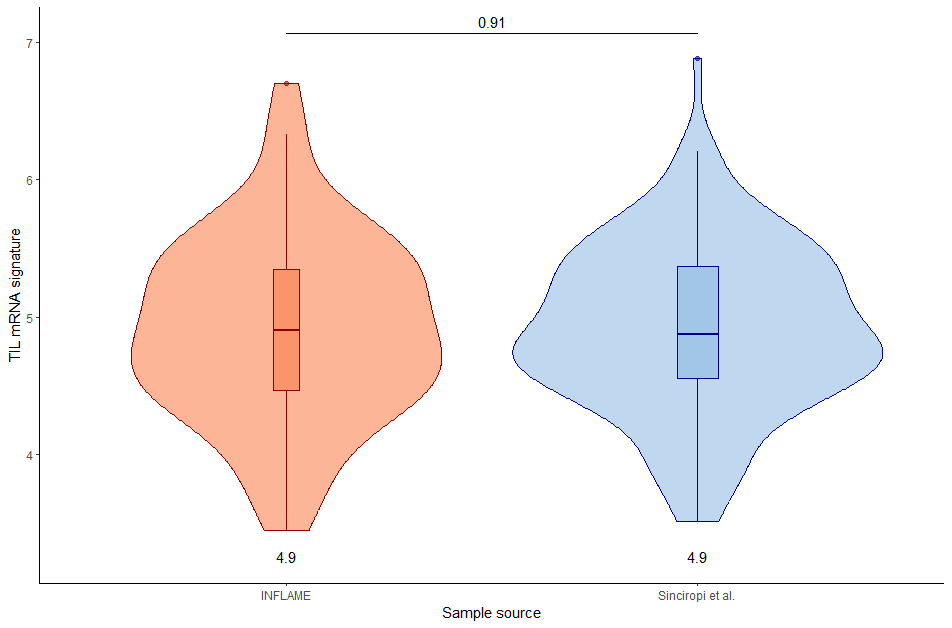 0.91
7
6
5
4
TIL mRNA signature
4.9 4.9
INFLAME Sinciropi et al.
Sample source